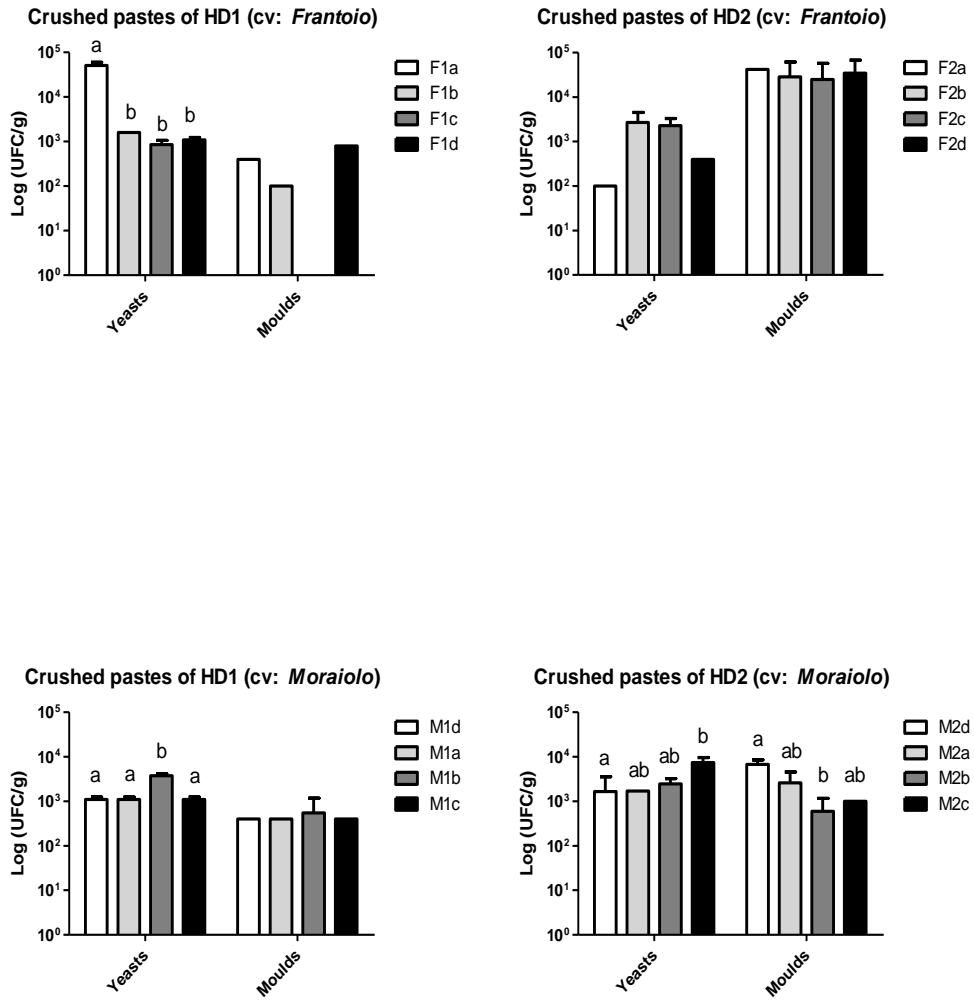 Crushed pastes of HD1 (cv: Frantoio)
Log (UFC/g)
10⁵
10⁴
10³
10²
10¹
10⁰
a
b
b
b
Yeasts
Moulds
F1a
F1b
F1c
F1d
Crushed pastes of HD2 (cv: Frantoio)
Log (UFC/g)
10⁵
10⁴
10³
10²
10¹
10⁰
Yeasts
Moulds
F2a
F2b
F2c
F2d
Crushed pastes of HD1 (cv: Moraiolo)
Log (UFC/g)
10⁵
10⁴
10³
10²
10¹
10⁰
a
a
b
a
Yeasts
Moulds
M1d
M1a
M1b
M1c
Crushed pastes of HD2 (cv: Moraiolo)
Log (UFC/g)
10⁵
10⁴
10³
10²
10¹
10⁰
a
ab
ab
b
a
ab
b
ab
Yeasts
Moulds
M2d
M2a
M2b
M2c